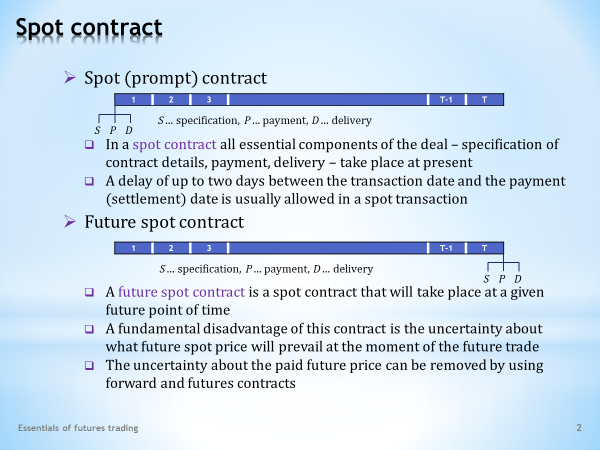 Spot contract
Spot (prompt) contract
1 2 3 T-1 T
S… specification, P… payment, D… delivery
S P D
In a spot contract all essential components of the deal – specification of
contract details, payment, delivery – take place at present
A delay of up to two days between the transaction date and the payment
(settlement) date is usually allowed in a spot transaction
Future spot contract
1 2 3 T-1 T
S… specification, P… payment, D… delivery
S P D
A future spot contract is a spot contract that will take place at a given
future point of time
A fundamental disadvantage of this contract is the uncertainty about
what future spot price will prevail at the moment of the future trade
The uncertainty about the paid future price can be removed by using
forward and futures contracts
Essentials of futures trading 2